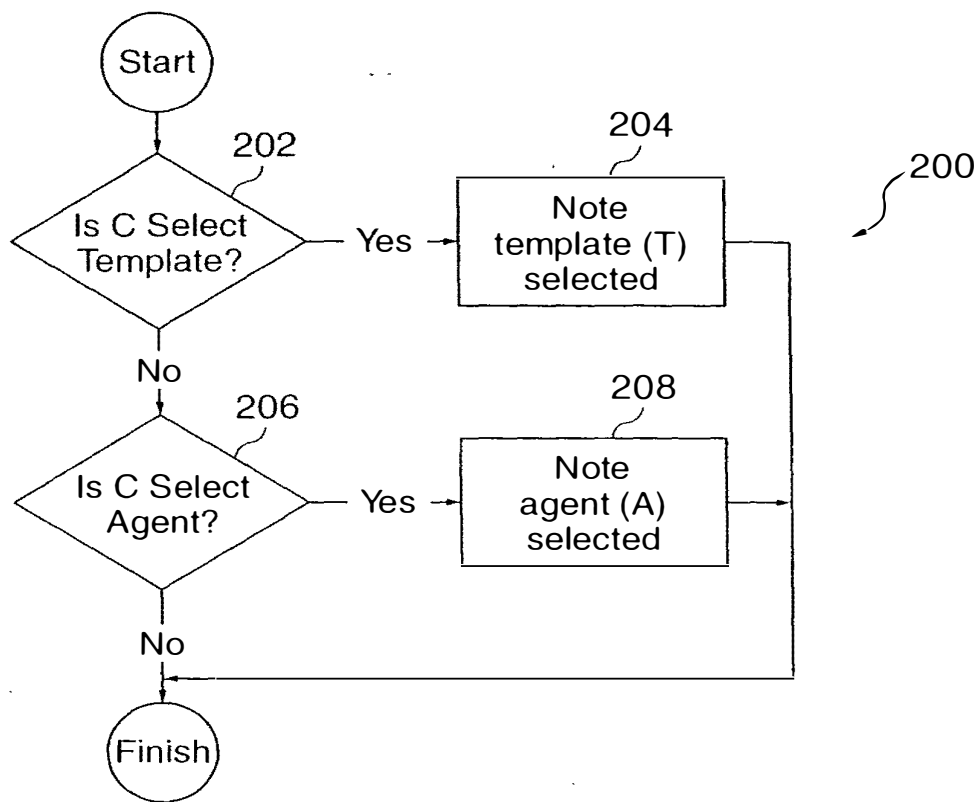 Start
202
204
200
Is C Select
Template?
Yes
Note
template (T)
selected
No
206
208
Is C Select
Agent?
Yes
Note
agent (A)
selected
No
Finish